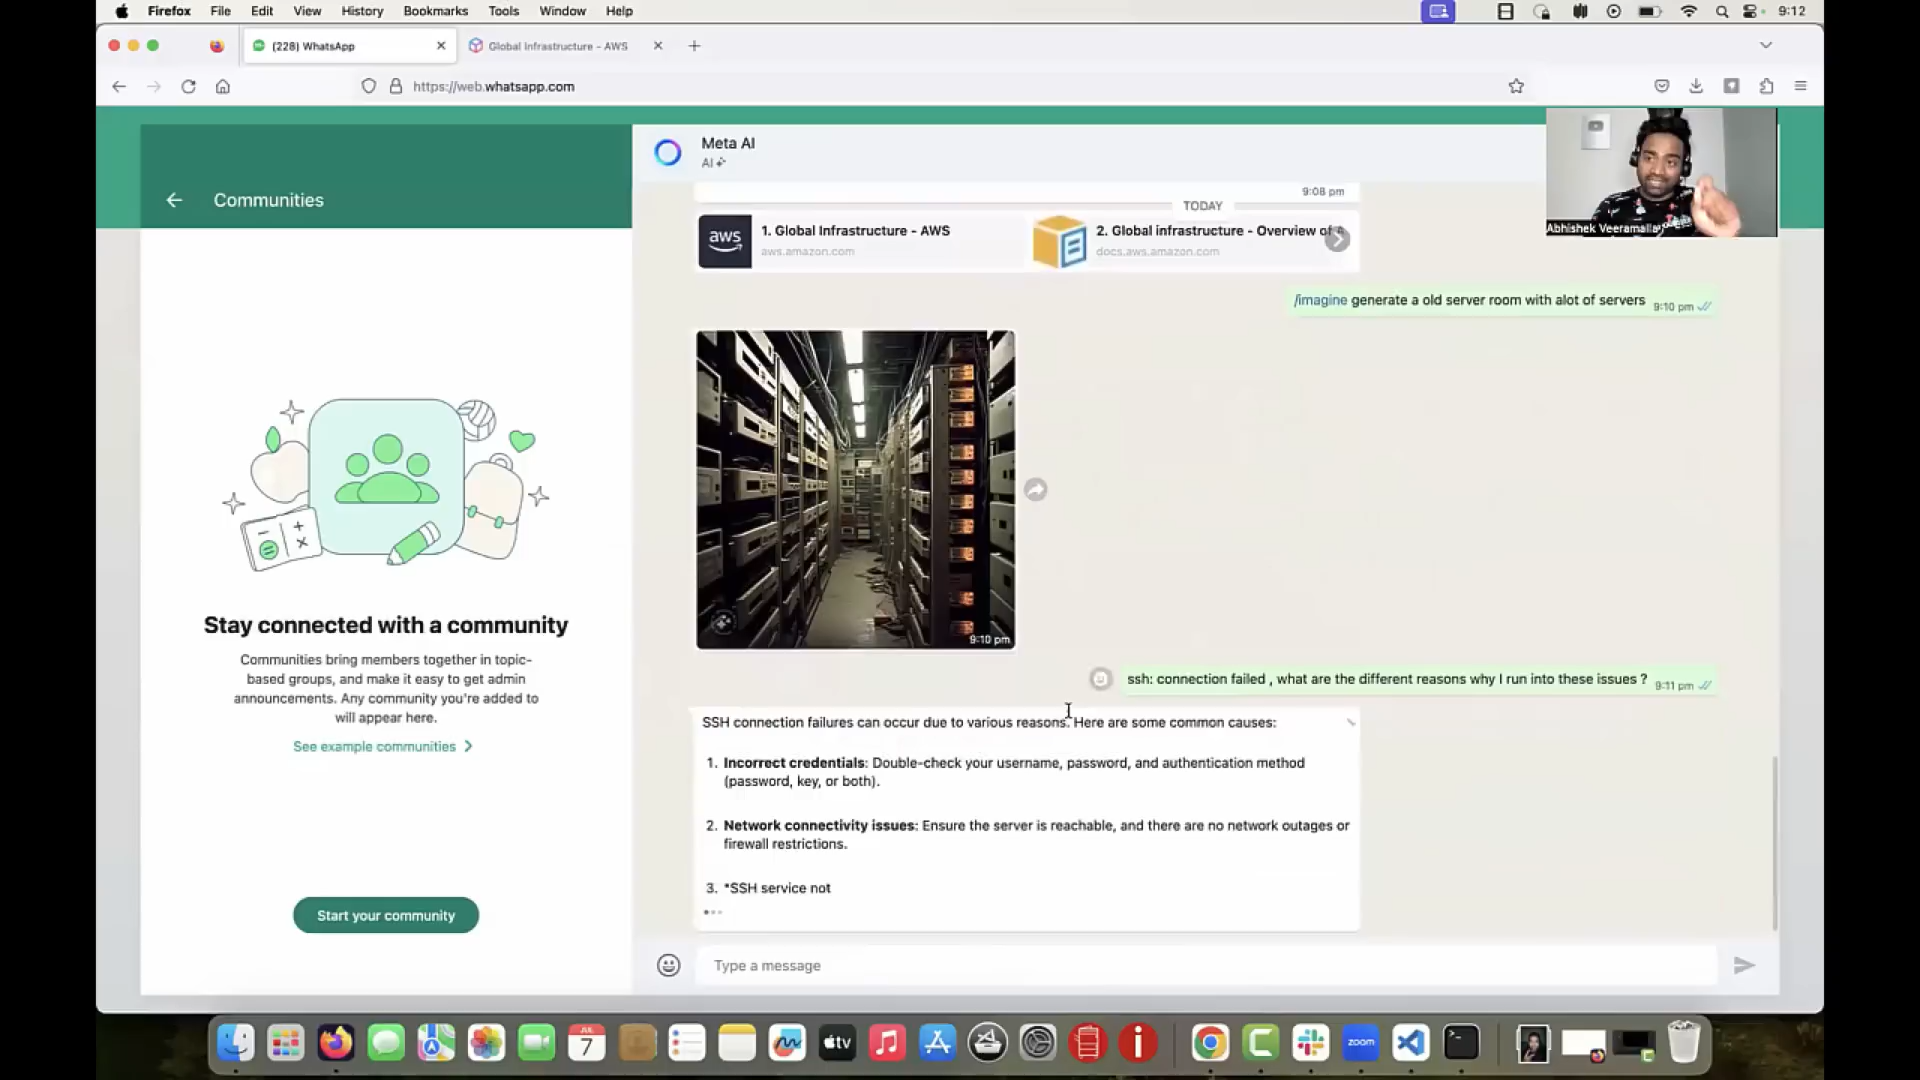 Firefox File Edit View History Bookmarks Tools Window Help 9:12
(228) WhatsApp Global Infrastructure - AWS
https://web.whatsapp.com
Communities
Stay connected with a community
Communities bring members together in topic-
based groups, and make it easy to get admin
announcements. Any community you're added to
will appear here.
See example communities
Start your community
Meta AI
AI
9:08 pm
TODAY
aws
1. Global Infrastructure - AWS
aws.amazon.com
2. Global infrastructure - Overview of
docs.aws.amazon.com
Abhishek Veeramalla
/imagine generate a old server room with alot of servers 9:10 pm
9:10 pm
ssh: connection failed , what are the different reasons why I run into these issues ? 9:11 pm
SSH connection failures can occur due to various reasons. Here are some common causes:
1. Incorrect credentials: Double-check your username, password, and authentication method
(password, key, or both).
2. Network connectivity issues: Ensure the server is reachable, and there are no network outages or
firewall restrictions.
3. *SSH service not
Type a message
JUL
7
tv
zoom